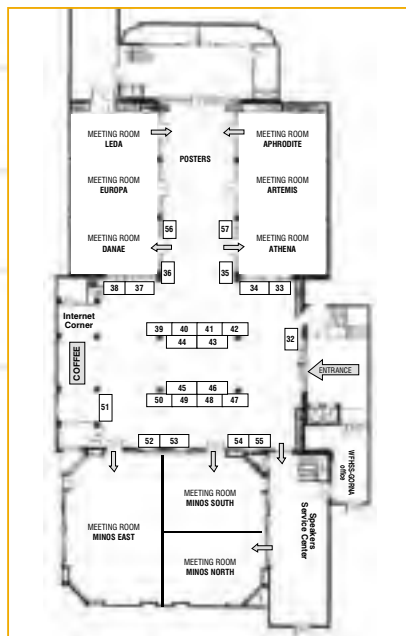 MEETING ROOM
LEDA
MEETING ROOM
APHRODITE
POSTERS
MEETING ROOM
EUROPA
MEETING ROOM
ARTEMIS
56
57
MEETING ROOM
DANAE
MEETING ROOM
ATHENA
36
35
38 37
34 33
Internet
Corner
COFFEE
39 40 41 42
44 43
32
ENTRANCE
45 46
50 49 48 47
51
52 53
54 55
WFHSS-GORNA
office
MEETING ROOM
MINOS SOUTH
Speakers
Service Center
MEETING ROOM
MINOS EAST
MEETING ROOM
MINOS NORTH